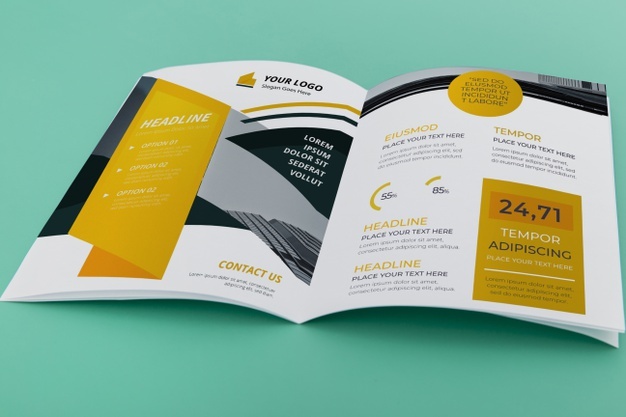 YOUR LOGO
Slogan Goes Here
HEADLINE
OPTION 01
OPTION 02
OPTION 02
LOREM
IPSUM
DOLOR SIT
SEDERAT
VOLLUT
CONTACT US
Lorem ipsum dolor sit amet, consectetur
"SED DO
EIUSMOD
TEMPOR UT
INCIDIDUN
T LABORE"
EIUSMOD
PLACE YOUR TEXT HERE
Lorem ipsum dolor sit
amet, consectetur
adipiscing elit, sed do
55%
85%
HEADLINE
PLACE YOUR TEXT HERE
Lorem ipsum dolor sit amet,
consectetur adipiscing elit, aliqua.
HEADLINE
PLACE YOUR TEXT HERE
Lorem ipsum dolor sit amet,
consectetur adipiscing elit, aliqua.
TEMPOR
PLACE YOUR TEXT HERE
Lorem ipsum dolor sit
amet, consectetur
adipiscing elit, sed do
eiusmod tempor.
24,71
TEMPOR
ADIPISCING
PLACE YOUR TEXT HERE
Lorem ipsum dolor sit
amet, consectetur
adipiscing elit, sed do
eiusmod tempor.